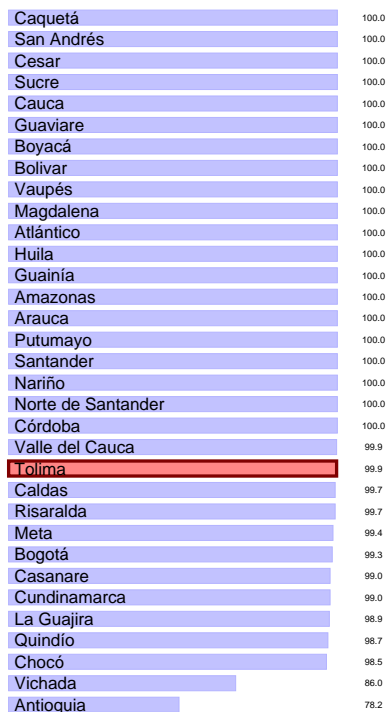 Caquetá 100.0
San Andrés 100.0
Cesar 100.0
Sucre 100.0
Cauca 100.0
Guaviare 100.0
Boyacá 100.0
Bolivar 100.0
Vaupés 100.0
Magdalena 100.0
Atlántico 100.0
Huila 100.0
Guainía 100.0
Amazonas 100.0
Arauca 100.0
Putumayo 100.0
Santander 100.0
Nariño 100.0
Norte de Santander 100.0
Córdoba 100.0
Valle del Cauca 99.9
Tolima 99.9
Caldas 99.7
Risaralda 99.7
Meta 99.4
Bogotá 99.3
Casanare 99.0
Cundinamarca 99.0
La Guajira 98.9
Quindío 98.7
Chocó 98.5
Vichada 86.0
Antioquia 78.2